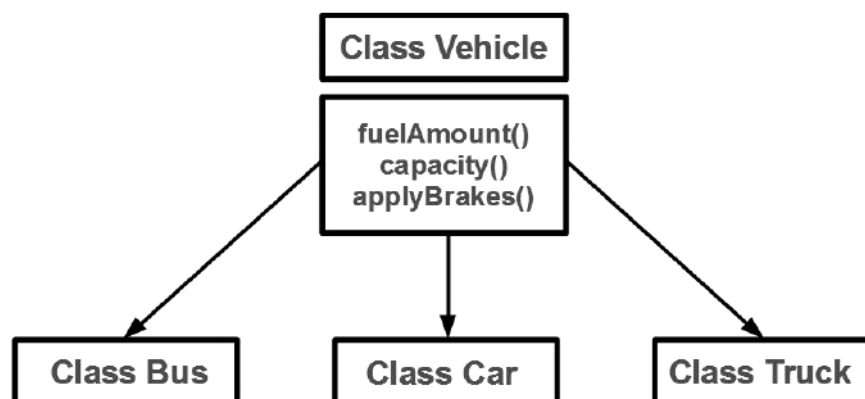 Class Vehicle
fuelAmount()
capacity()
applyBrakes()
Class Bus
Class Car
Class Truck